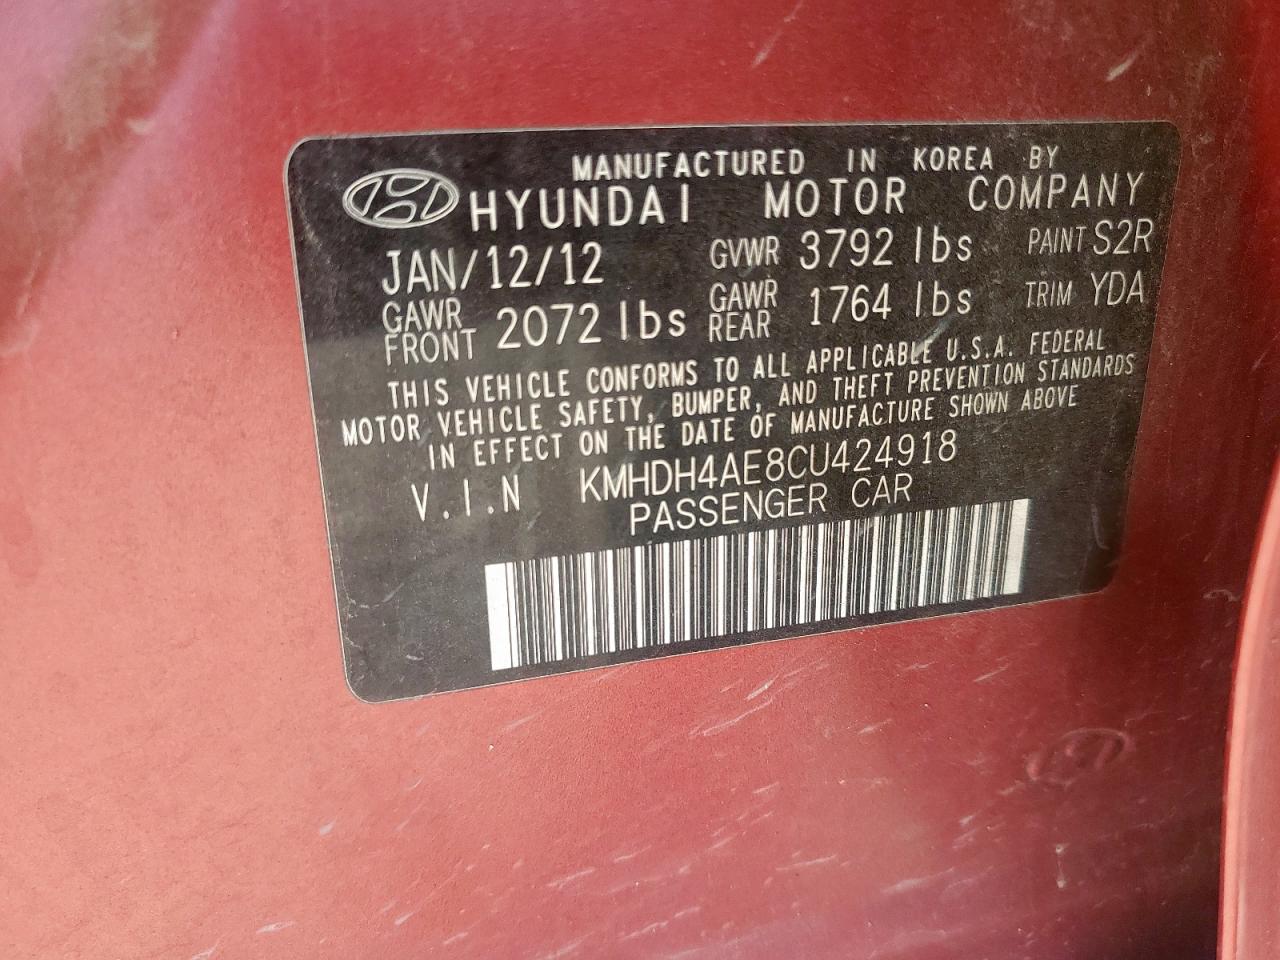 MANUFACTURED IN KOREA BY
HYUNDAI MOTOR COMPANY
JAN/12/12 GVWR 3792 lbs PAINT S2R
GAWR FRONT 2072 lbs GAWR REAR 1764 lbs TRIM YDA
THIS VEHICLE CONFORMS TO ALL APPLICABLE U.S.A. FEDERAL
MOTOR VEHICLE SAFETY, BUMPER, AND THEFT PREVENTION STANDARDS
IN EFFECT ON THE DATE OF MANUFACTURE SHOWN ABOVE
V.I.N KMHDH4AE8CU424918
PASSENGER CAR